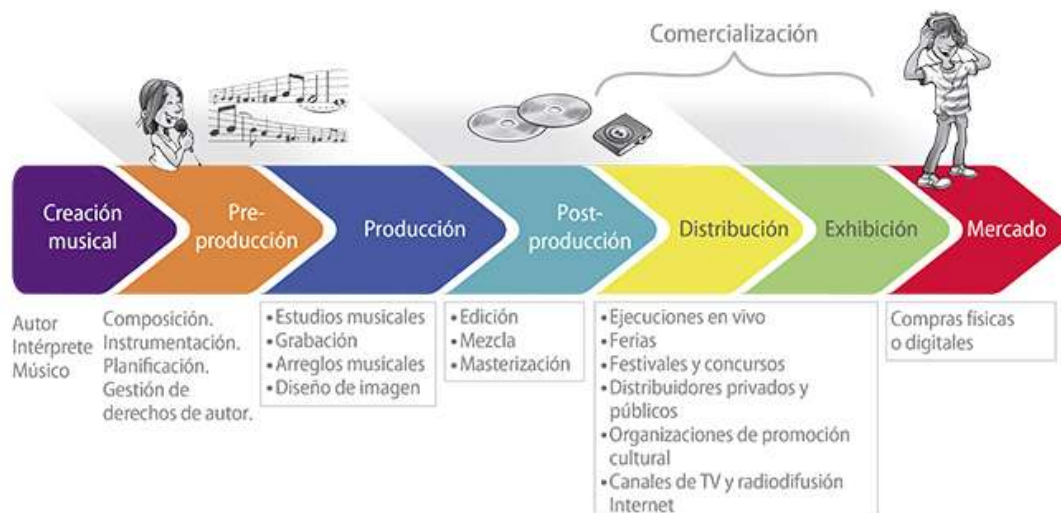 Comercialización
Creación
musical
Pre-
producción
Producción
Post-
producción
Distribución
Exhibición
Mercado
Autor
Intérprete
Músico
Composición.
Instrumentación.
Planificación.
Gestión de
derechos de autor.
•Estudios musicales
•Grabación
•Arreglos musicales
•Diseño de imagen
•Edición
•Mezcla
•Masterización
•Ejecuciones en vivo
•Ferias
•Festivales y concursos
•Distribuidores privados y
públicos
•Organizaciones de promoción
cultural
•Canales de TV y radiodifusión
Internet
Compras físicas
o digitales